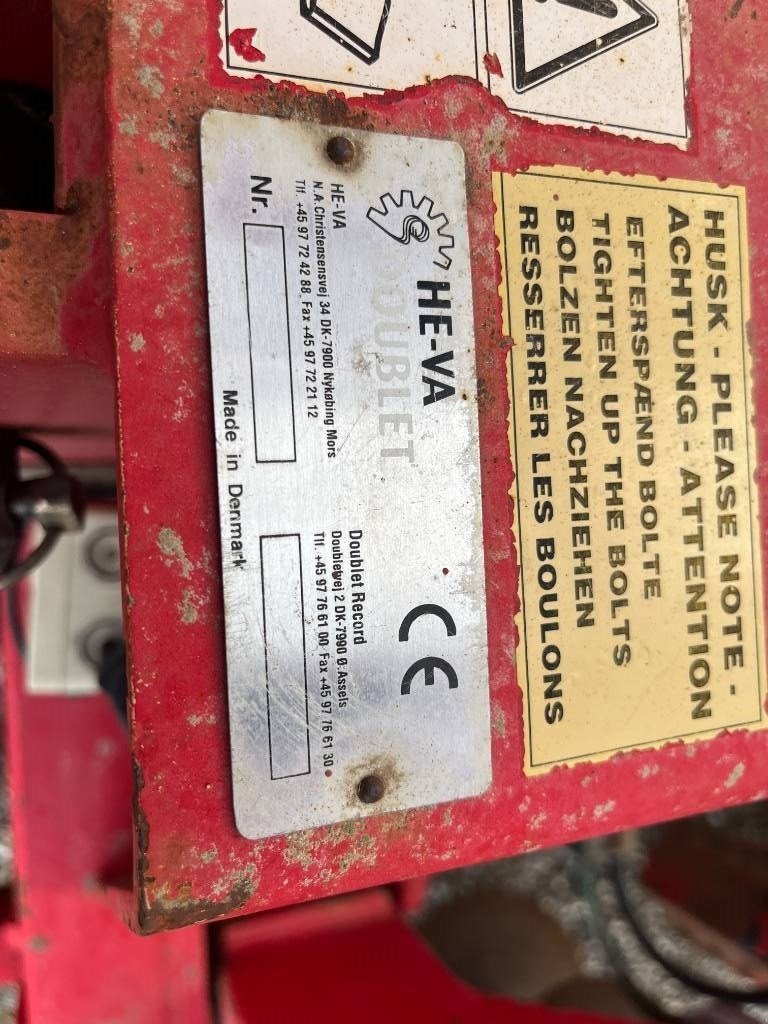 HUSK - PLEASE NOTE -
ACHTUNG - ATTENTION
EFTERSPÆND BOLTE
TIGHTEN UP THE BOLTS
BOLZEN NACHZIEHEN
RESSERRER LES BOULONS
HE-VA
DOUBLET
CE
HE-VA
N.A.Christensensvej 34 DK-7900 Nykøbing Mors
Tlf. +45 97 72 42 88 Fax +45 97 72 21 12
Doublet Record
Doubletvej 2 DK-7990 Ø.Assels
Tlf. +45 97 76 61 00 Fax +45 97 76 61 30
Nr.
Made in Denmark